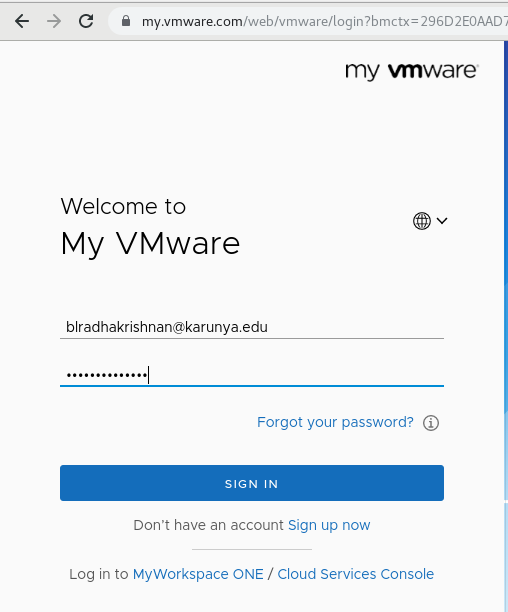 my.vmware.com/web/vmware/login?bmctx=296D2E0AAD7
my vmware
Welcome to
My VMware
blradhakrishnan@karunya.edu
••••••••••••••
Forgot your password?
SIGN IN
Don't have an account Sign up now
Log in to MyWorkspace ONE / Cloud Services Console